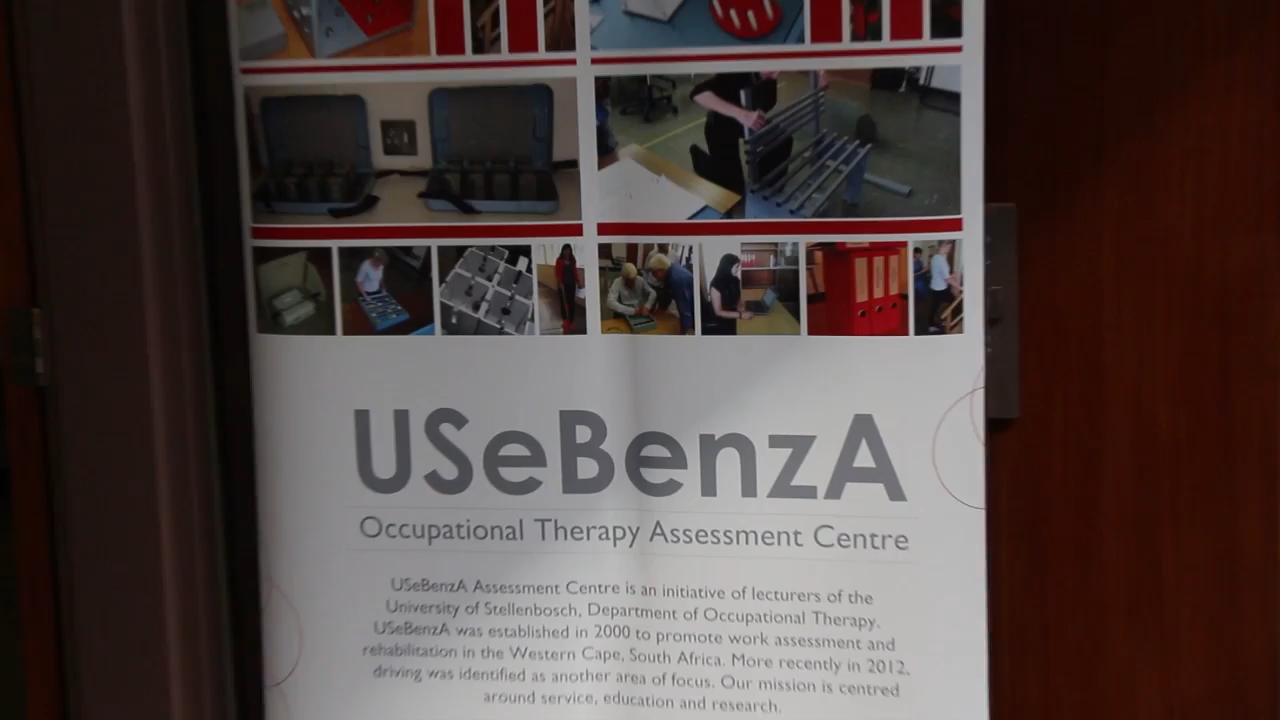 USeBenzA
Occupational Therapy Assessment Centre
USeBenzA Assessment Centre is an initiative of lecturers of the
University of Stellenbosch, Department of Occupational Therapy.
USeBenzA was established in 2000 to promote work assessment and
rehabilitation in the Western Cape, South Africa. More recently in 2012,
driving was identified as another area of focus. Our mission is centred
around service, education and research.